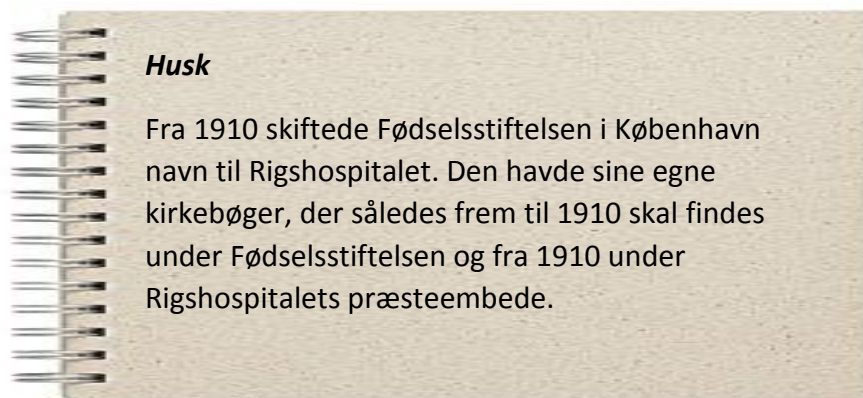 Husk
Fra 1910 skiftede Fødselsstiftelsen i København
navn til Rigshospitalet. Den havde sine egne
kirkebøger, der således frem til 1910 skal findes
under Fødselsstiftelsen og fra 1910 under
Rigshospitalets præsteembede.